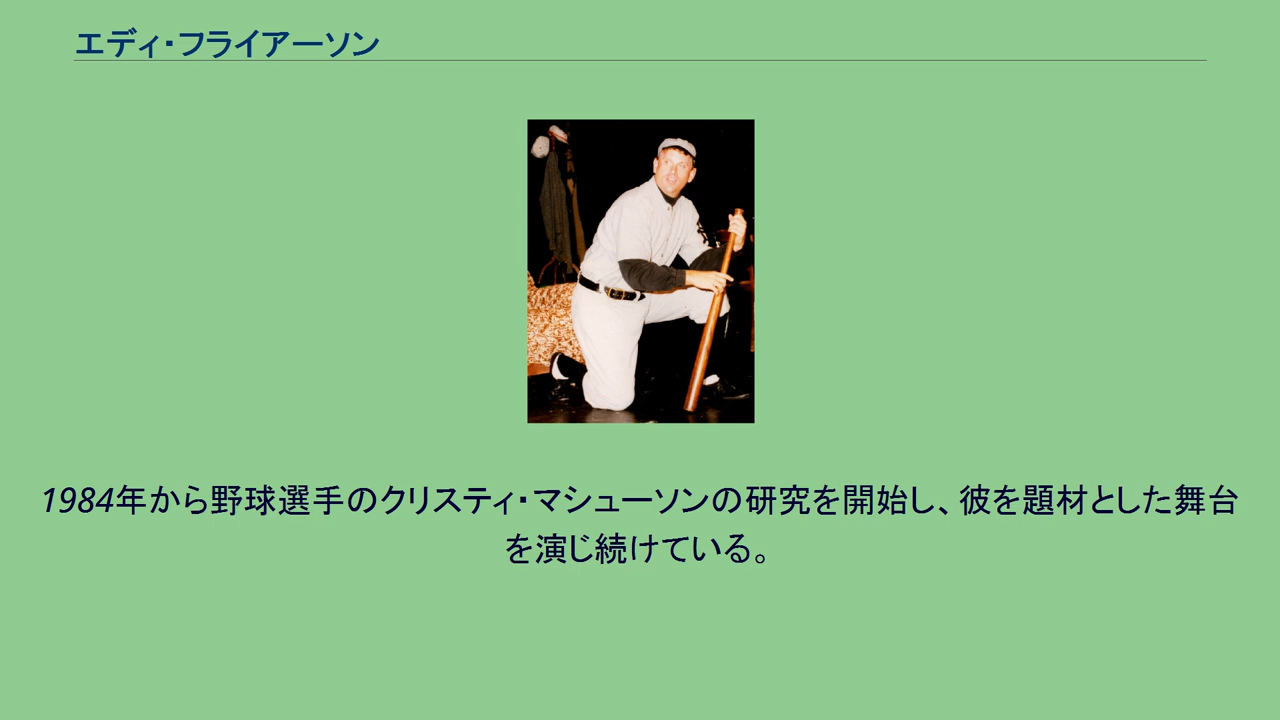 エディ・フライアーソン
1984年から野球選手のクリスティ・マシューソンの研究を開始し、彼を題材とした舞台
を演じ続けている。